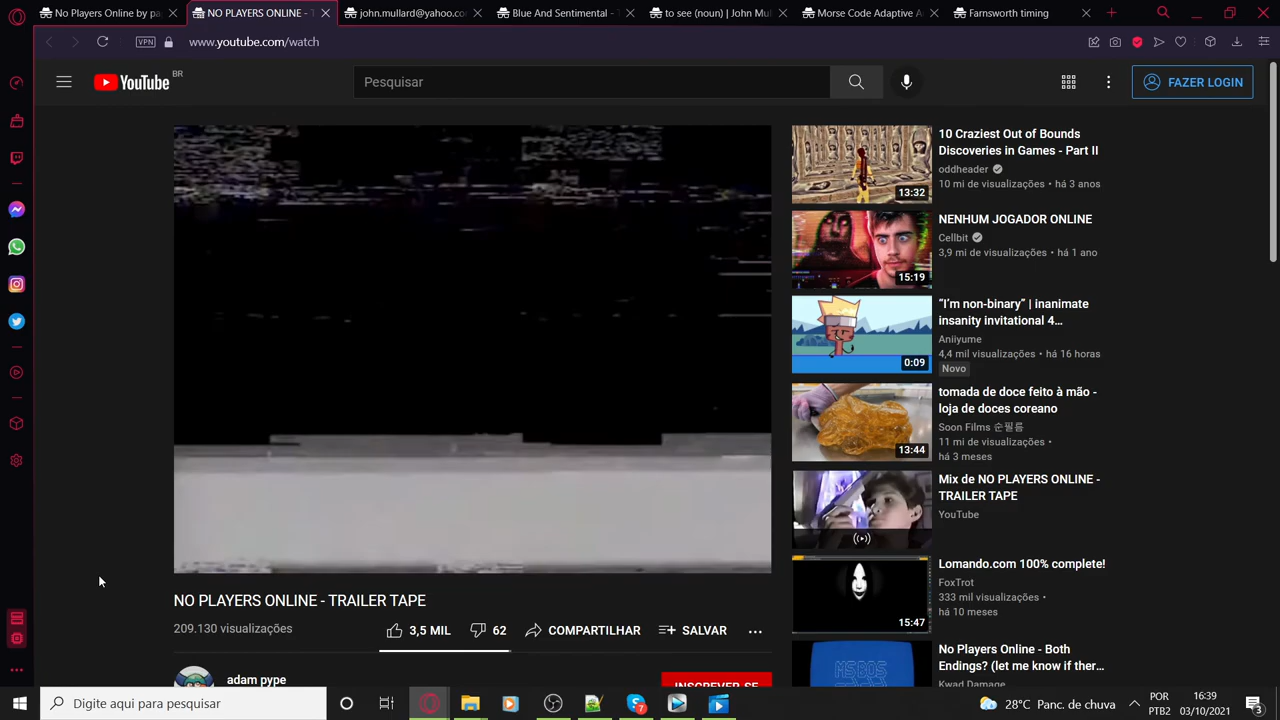 No Players Online by pa
NO PLAYERS ONLINE - T
john.mullard@yahoo.co
Blue And Sentimental -
to see (noun) | John Mul
Morse Code Adaptive A
Farnsworth timing
VPN
www.youtube.com/watch
YouTube
BR
Pesquisar
FAZER LOGIN
10 Craziest Out of Bounds
Discoveries in Games - Part II
oddheader
10 mi de visualizações • há 3 anos
13:32
NENHUM JOGADOR ONLINE
Cellbit
3,9 mi de visualizações • há 1 ano
15:19
“I’m non-binary” | inanimate
insanity invitational 4…
Aniiyume
4,4 mil visualizações • há 16 horas
0:09
Novo
tomada de doce feito à mão -
loja de doces coreano
Soon Films 순필름
11 mi de visualizações •
há 3 meses
13:44
Mix de NO PLAYERS ONLINE -
TRAILER TAPE
YouTube
Lomando.com 100% complete!
FoxTrot
333 mil visualizações •
há 10 meses
15:47
No Players Online - Both
Endings? (let me know if ther…
Kwad Damage
NO PLAYERS ONLINE - TRAILER TAPE
209.130 visualizações
3,5 MIL
62
COMPARTILHAR
SALVAR
adam pype
INSCREVER-SE
Digite aqui para pesquisar
7
28°C Panc. de chuva
POR
PTB2
16:39
03/10/2021
3